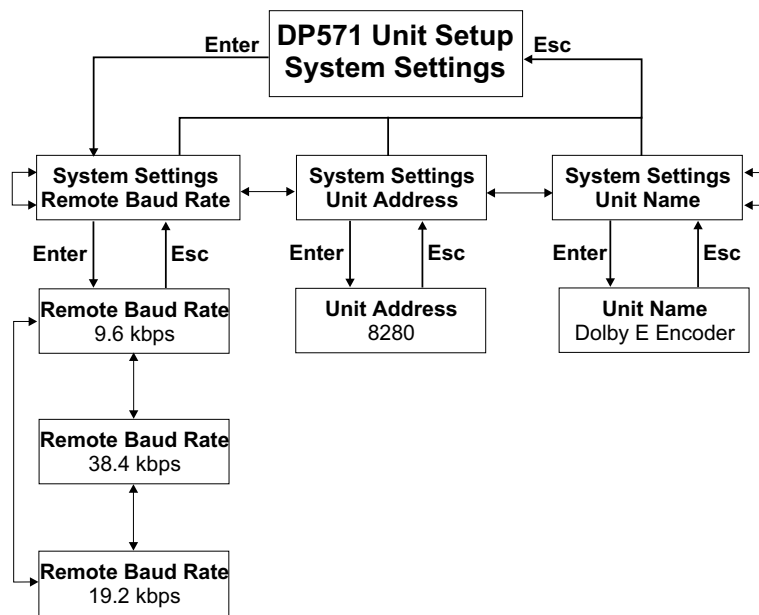 DP571 Unit Setup
System Settings
Enter
Esc
System Settings
Remote Baud Rate
System Settings
Unit Address
System Settings
Unit Name
Enter
Esc
Enter
Esc
Enter
Esc
Remote Baud Rate
9.6 kbps
Unit Address
8280
Unit Name
Dolby E Encoder
Remote Baud Rate
38.4 kbps
Remote Baud Rate
19.2 kbps